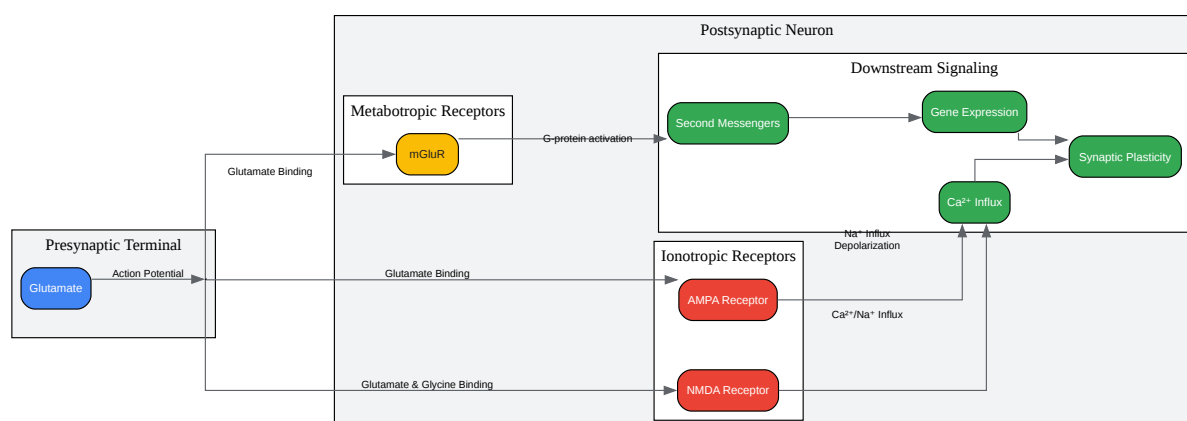 Postsynaptic Neuron
Downstream Signaling
Metabotropic Receptors
Second Messengers
Gene Expression
mGluR
G-protein activation
Synaptic Plasticity
Glutamate Binding
Ca²⁺ Influx
Presynaptic Terminal
Na⁺ Influx
Depolarization
Ionotropic Receptors
Glutamate
Action Potential
Glutamate Binding
AMPA Receptor
Ca²⁺/Na⁺ Influx
Glutamate & Glycine Binding
NMDA Receptor